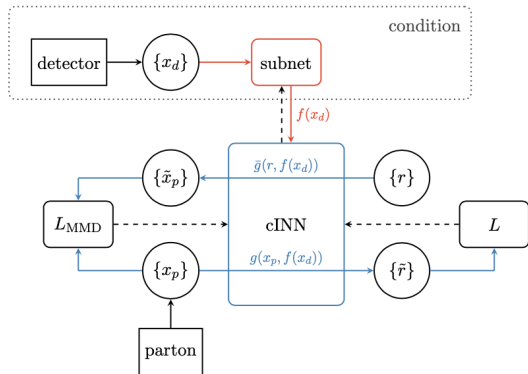 condition
detector
{x_d}
subnet
f(x_d)
{x̃_p}
ḡ(r, f(x_d))
{r}
L_MMD
cINN
L
{x_p}
g(x_p, f(x_d))
{r̃}
parton